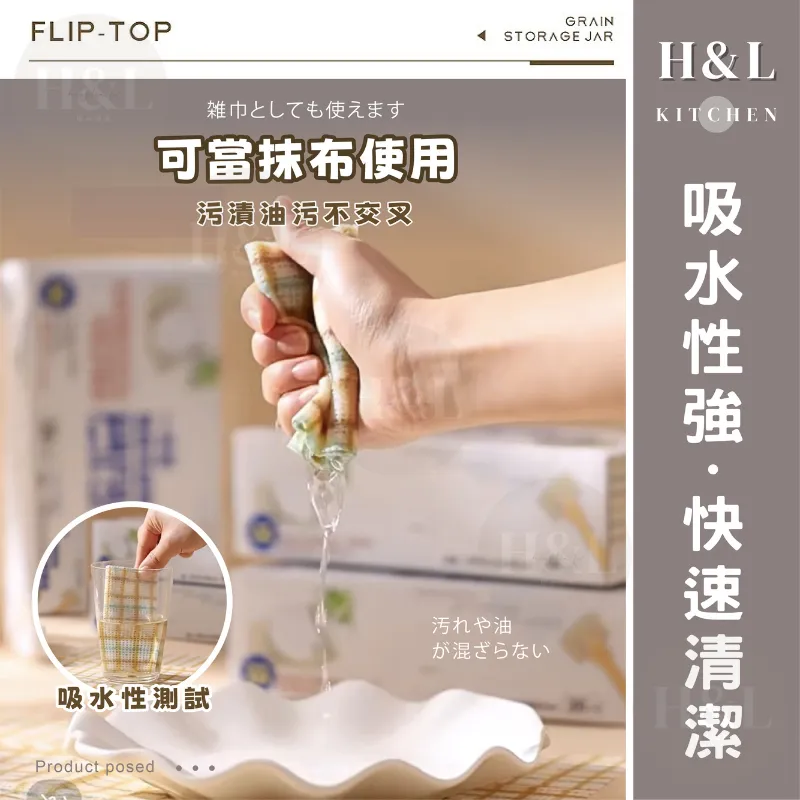 FLIP-TOP
GRAIN
STORAGE JAR
雑巾としても使えます
可當抹布使用
污漬油污不交叉
吸水性測試
汚れや油
が混ざらない
Product posed
H&L
KITCHEN
吸水性強·快速清潔
H&L
H&L
H&L
H&L